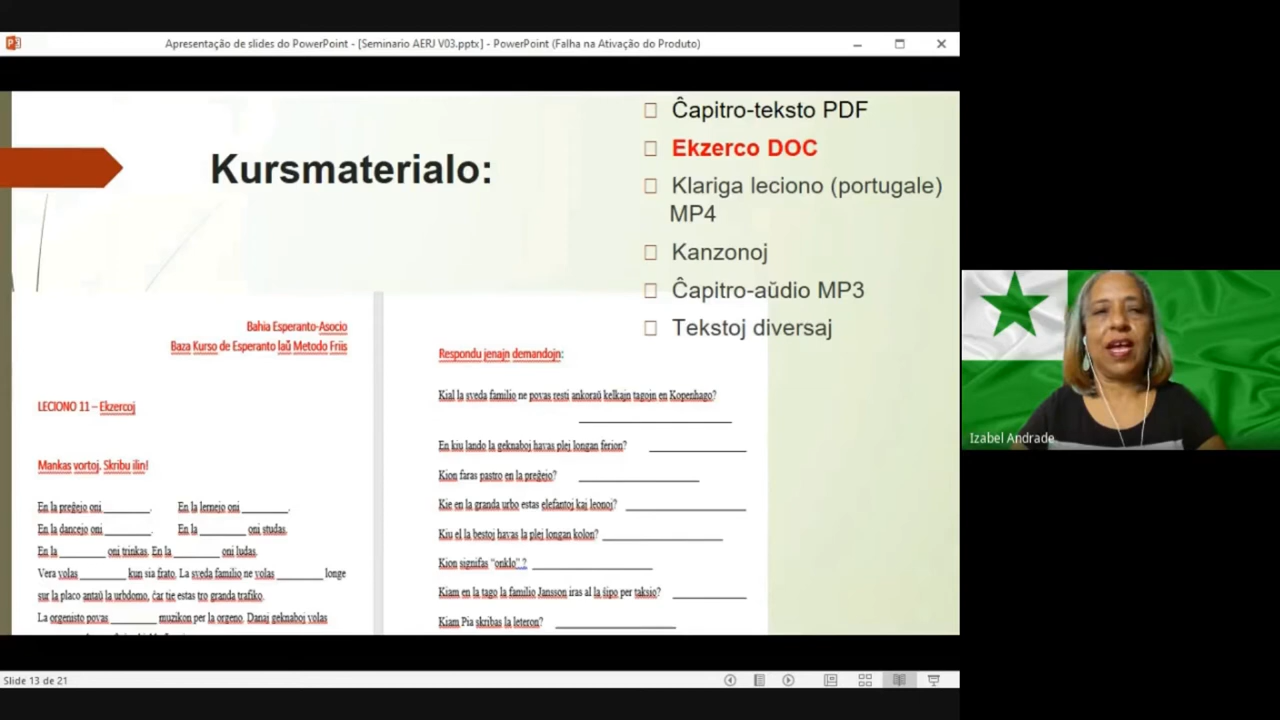 Apresentação de slides do PowerPoint - [Seminario AERJ V03.pptx] - PowerPoint (Falha na Ativação do Produto)
Kursmaterialo:
Ĉapitro-teksto PDF
Ekzerco DOC
Klariga leciono (portugale)
MP4
Kanzonoj
Ĉapitro-aŭdio MP3
Tekstoj diversaj
Bahia Esperanto-Asocio
Baza Kurso de Esperanto laŭ Metodo Friis
LECIONO 11 – Ekzercoj
Mankas vortoj. Skribu ilin!
En la preĝejo oni ________. En la lernejo oni ________.
En la dancejo oni ________. En la ________ oni studas.
En la ________ oni trinkas. En la ________ oni ludas.
Vera volas ________ kun sia frato. La sveda familio ne volas ________ longe
sur la placo antaŭ la urbdomo, ĉar tie estas tro granda trafiko.
La orgenisto povas ________ muzikon per la orgeno. Danaj geknaboj volas
Respondu jenajn demandojn:
Kial la sveda familio ne povas resti ankoraŭ kelkajn tagojn en Kopenhago?
En kiu lando la geknaboj havas plej longan ferion?
Kion faras pastro en la preĝejo?
Kie en la granda urbo estas elefantoj kaj leonoj?
Kiu el la bestoj havas la plej longan kolon?
Kion signifas "onklo" ?
Kiam en la tago la familio Jansson iras al la ŝipo per taksio?
Kiam Pia skribas la leteron?
Izabel Andrade
Slide 13 de 21